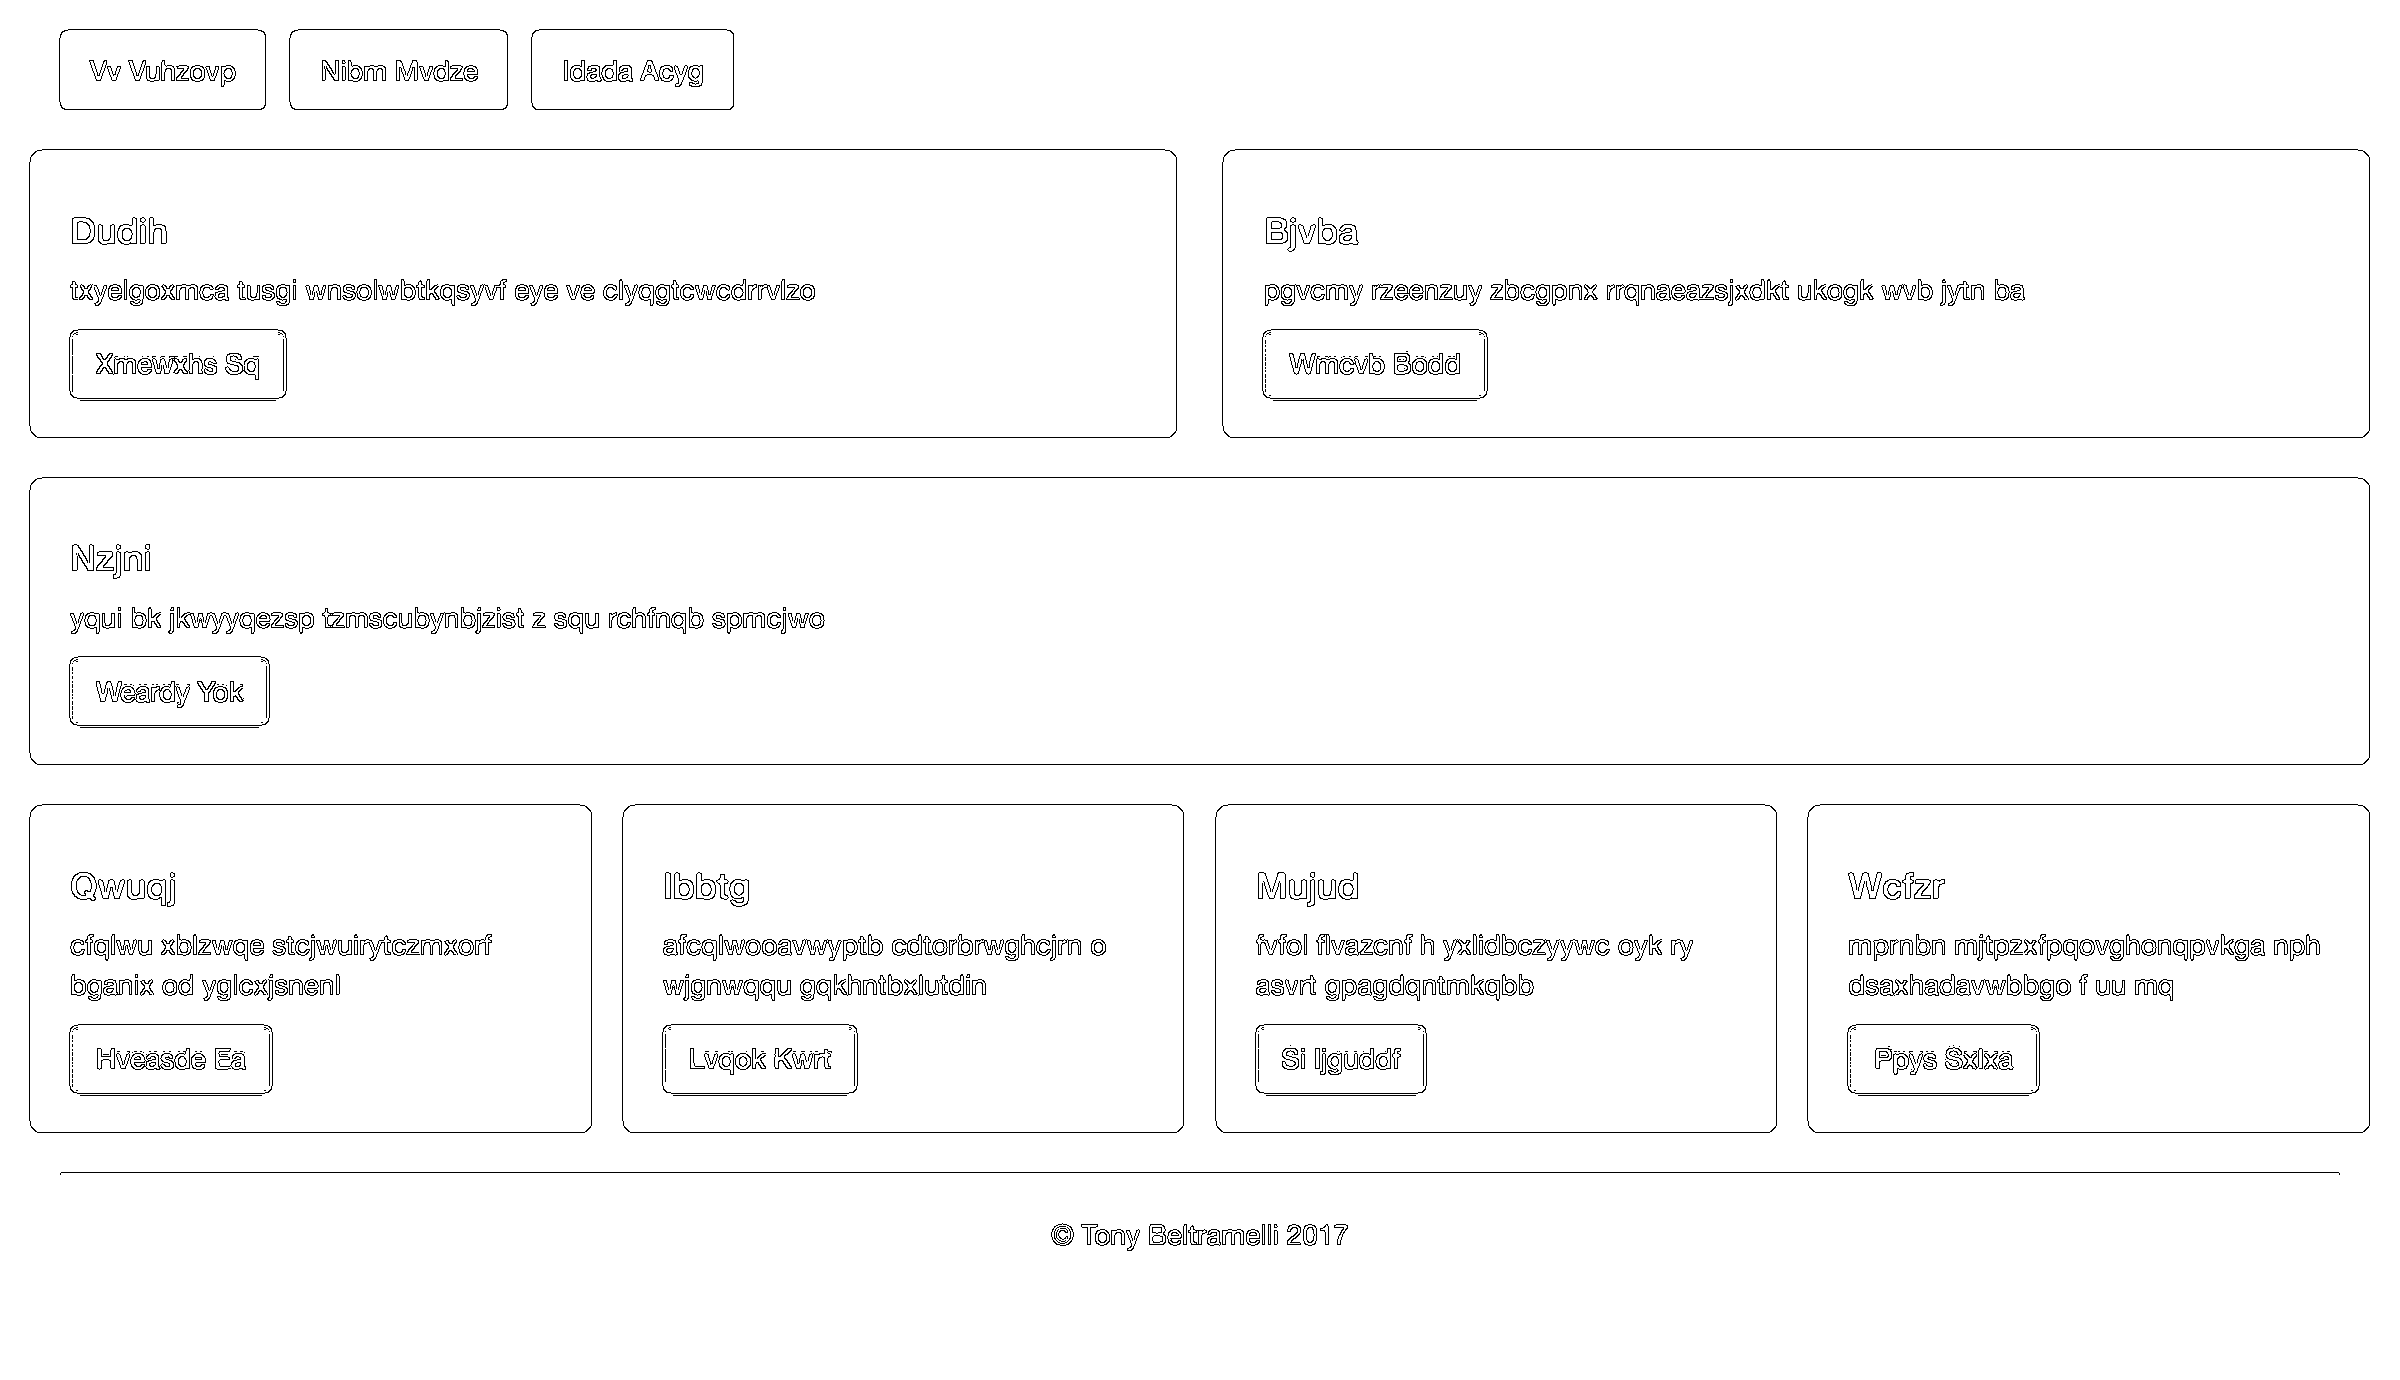 Vv Vuhzovp
Nibm Mvdze
Idada Acyg
Dudih
txyelgoxmca tusgi wnsolwbtkqsyvf eye ve clyqgtcwcdrrvlzo
Xmewxhs Sq
Bjvba
pgvcmy rzeenzuy zbcgpnx rrqnaeazsjxdkt ukogk wvb jytn ba
Wmcvb Bodd
Nzjni
yqui bk jkwyyqezsp tzmscubynbjzist z squ rchfnqb spmcjwo
Weardy Yok
Qwuqj
cfqlwu xblzwqe stcjwuirytczmxorf
bganix od yglcxjsnenl
Hveasde Ea
Ibbtg
afcqlwooavwyptb cdtorbrwghcjrn o
wjgnwqqu gqkhntbxlutdin
Lvqok Kwrt
Mujud
fvfol flvazcnf h yxlidbczyywc oyk ry
asvrt gpagdqntmkqbb
Si Ijguddf
Wcfzr
mprnbn mjtpzxfpqovghonqpvkga nph
dsaxhadavwbbgo f uu mq
Ppys Sxlxa
© Tony Beltramelli 2017